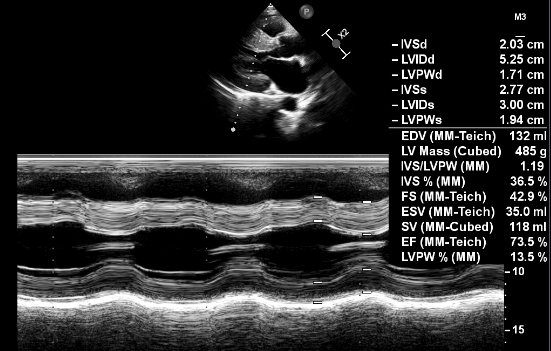 P
x2
M3
IVSd 2.03 cm
LVIDd 5.25 cm
LVPWd 1.71 cm
IVSs 2.77 cm
LVIDs 3.00 cm
LVPWs 1.94 cm
EDV (MM-Teich) 132 ml
LV Mass (Cubed) 485 g
IVS/LVPW (MM) 1.19
IVS % (MM) 36.5 %
FS (MM-Teich) 42.9 %
ESV (MM-Teich) 35.0 ml
SV (MM-Cubed) 118 ml
EF (MM-Teich) 73.5 %
LVPW % (MM) 13.5 %
10
15